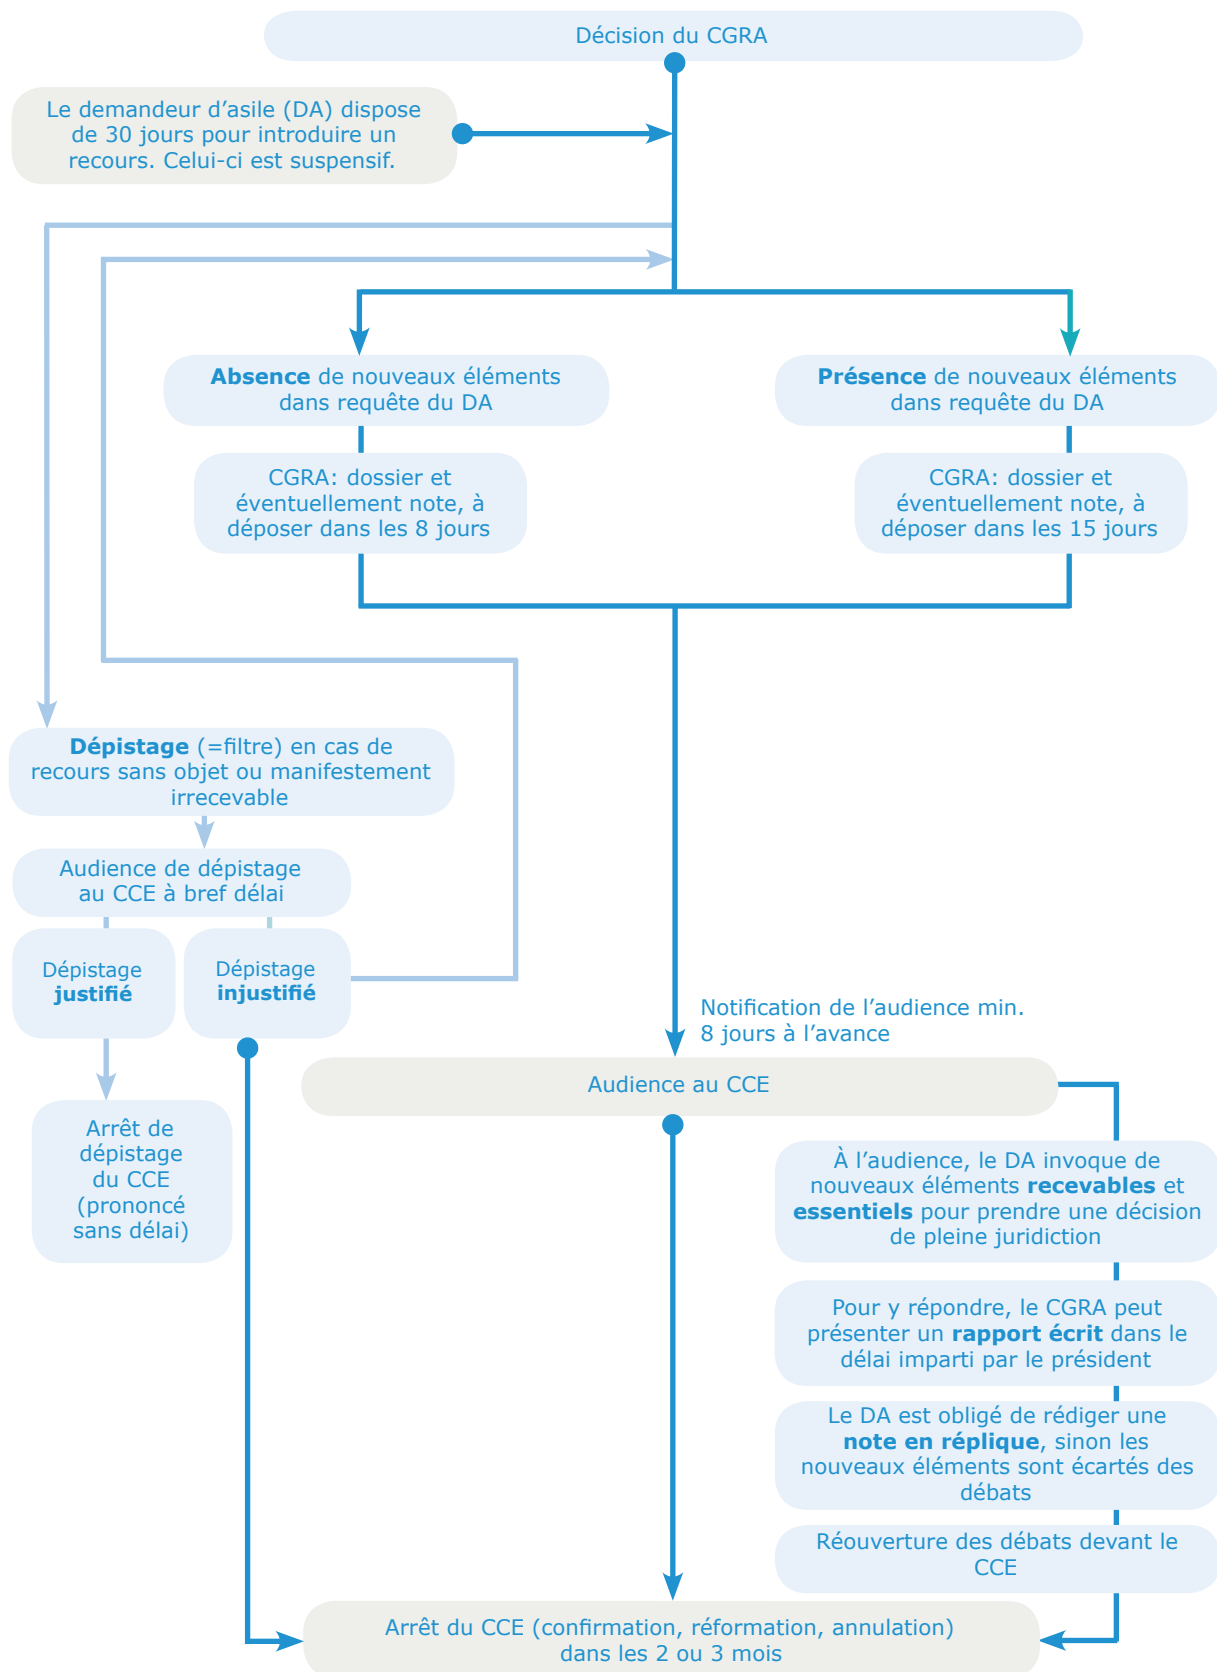 Décision du CGRA
Le demandeur d’asile (DA) dispose
de 30 jours pour introduire un
recours. Celui-ci est suspensif.
Absence de nouveaux éléments
dans requête du DA
Présence de nouveaux éléments
dans requête du DA
CGRA: dossier et
éventuellement note, à
déposer dans les 8 jours
CGRA: dossier et
éventuellement note, à
déposer dans les 15 jours
Dépistage (=filtre) en cas de
recours sans objet ou manifestement
irrecevable
Audience de dépistage
au CCE à bref délai
Dépistage
justifié
Dépistage
injustifié
Arrêt de
dépistage
du CCE
(prononcé
sans délai)
Notification de l’audience min.
8 jours à l’avance
Audience au CCE
À l’audience, le DA invoque de
nouveaux éléments recevables et
essentiels pour prendre une décision
de pleine juridiction
Pour y répondre, le CGRA peut
présenter un rapport écrit dans le
délai imparti par le président
Le DA est obligé de rédiger une
note en réplique, sinon les
nouveaux éléments sont écartés des
débats
Réouverture des débats devant le
CCE
Arrêt du CCE (confirmation, réformation, annulation)
dans les 2 ou 3 mois